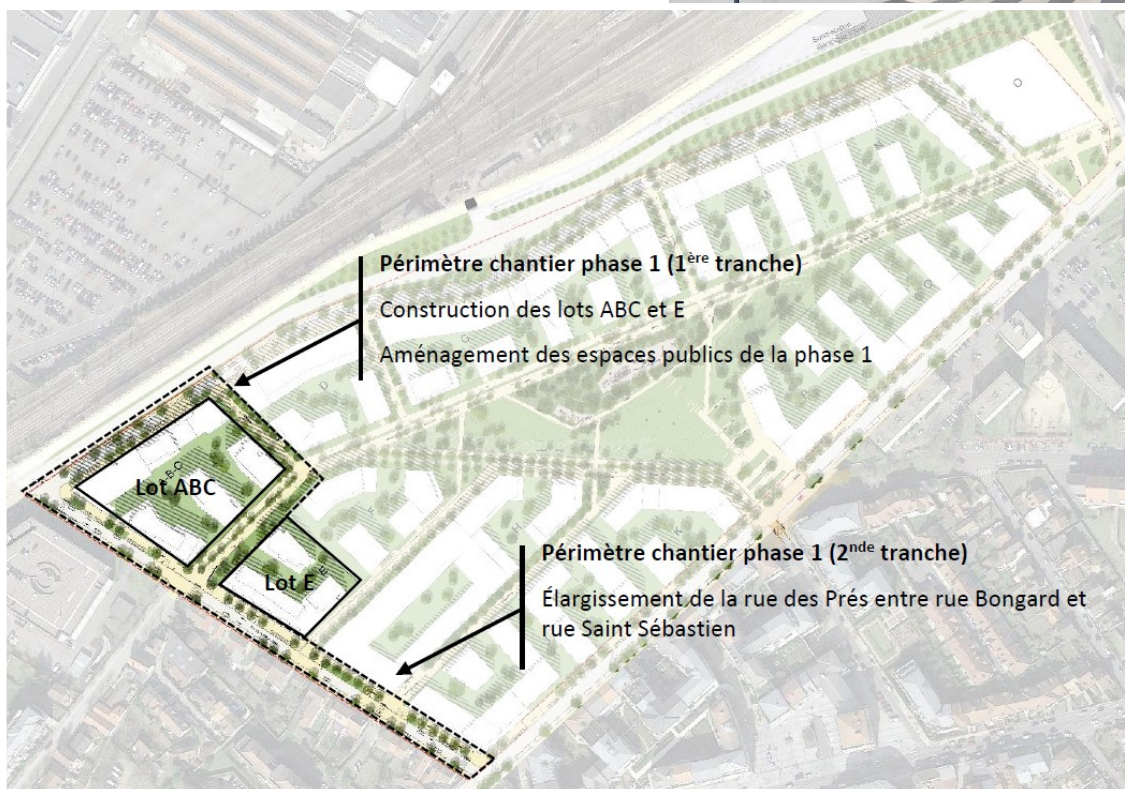 Périmètre chantier phase 1 (1ère tranche)
Construction des lots ABC et E
Aménagement des espaces publics de la phase 1
O
N
D
A-B-C
Lot ABC
F
K
E
Lot E
Périmètre chantier phase 1 (2nde tranche)
Élargissement de la rue des Prés entre rue Bongard et
rue Saint Sébastien